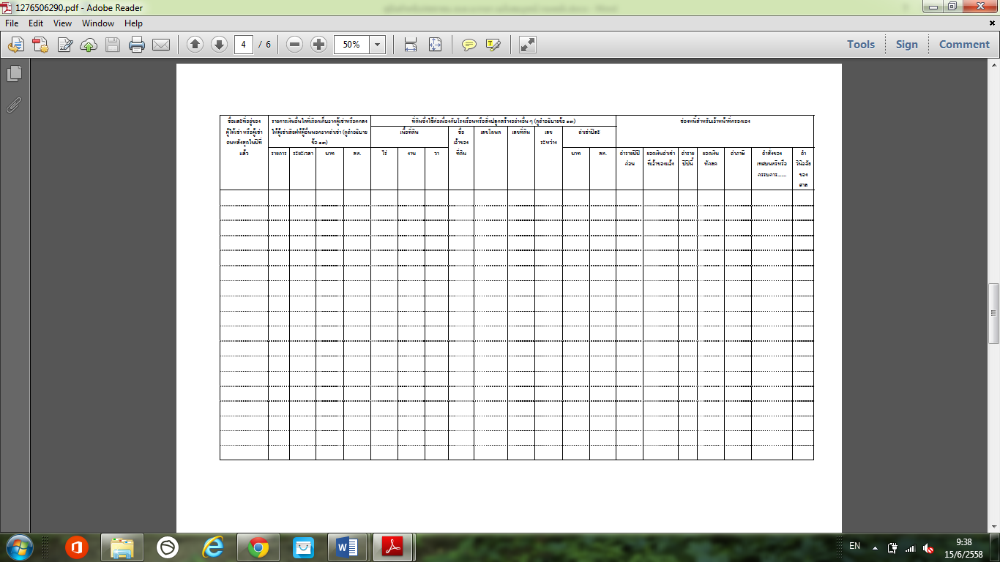 1276506290.pdf - Adobe Reader
File Edit View Window Help
4 / 6 50% Tools Sign Comment
ชื่อและที่อยู่ของ
ผู้ให้เช่า หรือผู้เช่า
คนหลังสุดในปีที่
แล้ว
รายการเงินอื่นใดที่เรียกเก็บจากผู้เช่าหรือตกลง
ให้ผู้เช่าเสียให้ผู้อื่นนอกจากค่าเช่า (ดูคำอธิบาย
ข้อ ๑๓)
รายการ ระยะเวลา บาท สต.
ที่ดินซึ่งใช้ต่อเนื่องกับโรงเรือนหรือสิ่งปลูกสร้างอย่างอื่น ๆ (ดูคำอธิบายข้อ ๑๓)
เนื้อที่ดิน
ไร่ งาน วา
ชื่อ
เจ้าของ
ที่ดิน
เลขโฉนด
เลขที่ดิน
เลข
ระหว่าง
ค่าเช่าปีละ
บาท สต.
ช่องหนี้สำหรับเจ้าหน้าที่กรอกเอง
ค่ารายปีปี
ก่อน
ยอดเงินค่าเช่า
ที่เจ้าของแจ้ง
ค่าราย
ปีปีนี้
ยอดเงิน
หักลด
ค่าภาษี
คำสั่งของ
เทศมนตรีหรือ
กรรมการ......
คำ
วินิจฉัย
ของ
ศาล
EN
9:38
15/6/2558